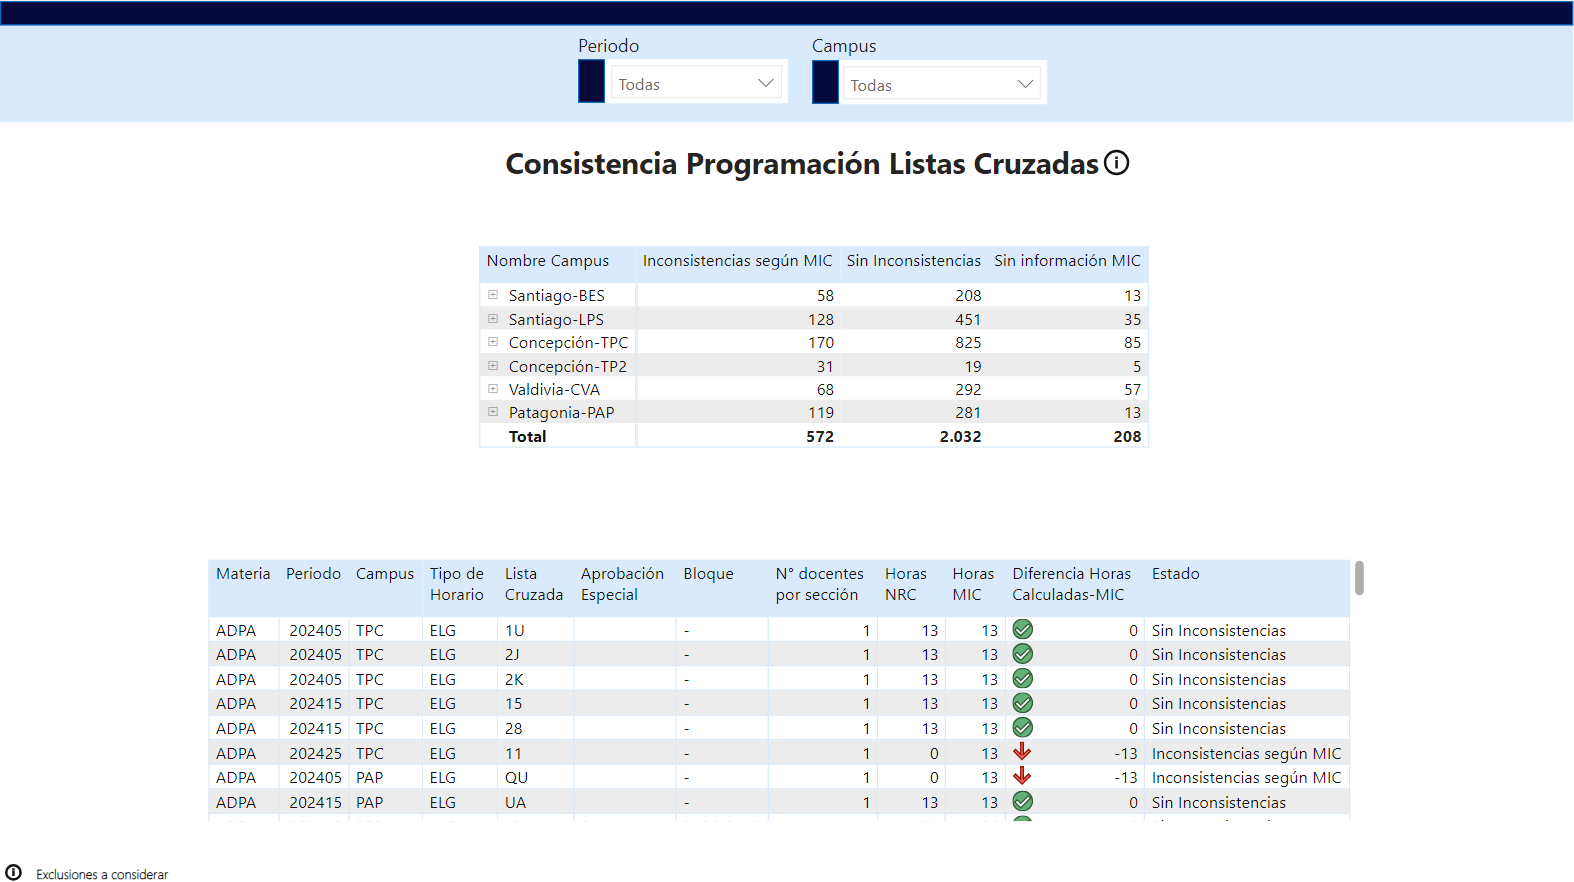 Periodo Campus
Todas Todas
Consistencia Programación Listas Cruzadas
Nombre Campus Inconsistencias según MIC Sin Inconsistencias Sin información MIC
Santiago-BES 58 208 13
Santiago-LPS 128 451 35
Concepción-TPC 170 825 85
Concepción-TP2 31 19 5
Valdivia-CVA 68 292 57
Patagonia-PAP 119 281 13
Total 572 2.032 208
Materia Periodo Campus Tipo de Lista Aprobación Bloque N° docentes Horas Horas Diferencia Horas Estado
Horario Cruzada Especial por sección NRC MIC Calculadas-MIC
ADPA 202405 TPC ELG 1U - 1 13 13 0 Sin Inconsistencias
ADPA 202405 TPC ELG 2J - 1 13 13 0 Sin Inconsistencias
ADPA 202405 TPC ELG 2K - 1 13 13 0 Sin Inconsistencias
ADPA 202415 TPC ELG 15 - 1 13 13 0 Sin Inconsistencias
ADPA 202415 TPC ELG 28 - 1 13 13 0 Sin Inconsistencias
ADPA 202425 TPC ELG 11 - 1 0 13 -13 Inconsistencias según MIC
ADPA 202405 PAP ELG QU - 1 0 13 -13 Inconsistencias según MIC
ADPA 202415 PAP ELG UA - 1 13 13 0 Sin Inconsistencias
Exclusiones a considerar